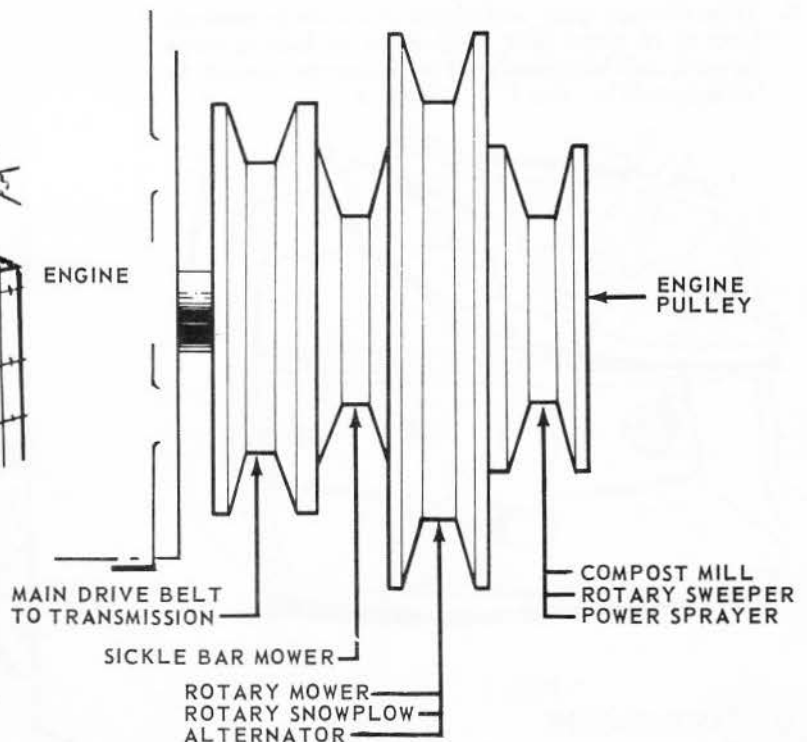 ENGINE
ENGINE
PULLEY
MAIN DRIVE BELT
TO TRANSMISSION
SICKLE BAR MOWER
ROTARY MOWER
ROTARY SNOWPLOW
ALTERNATOR
COMPOST MILL
ROTARY SWEEPER
POWER SPRAYER